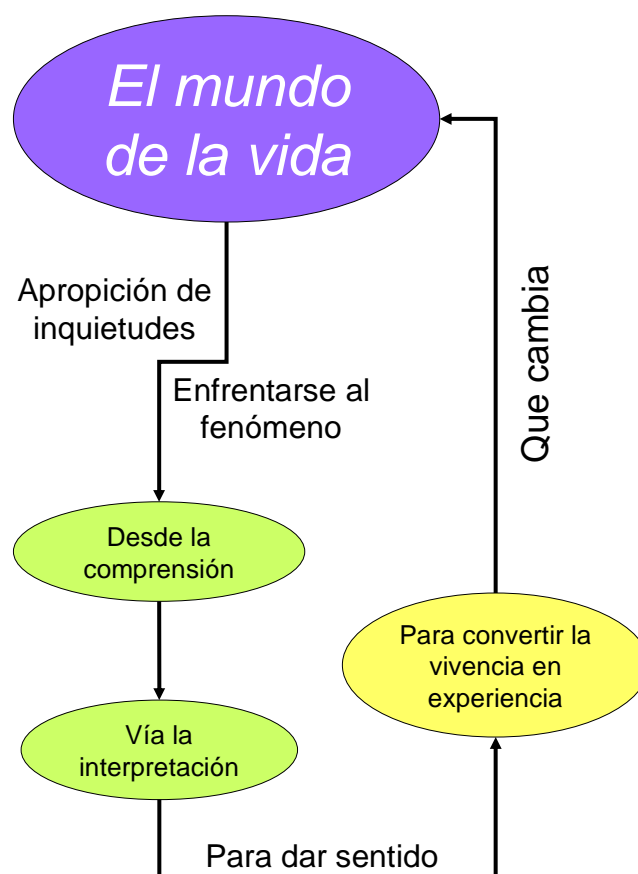 El mundo
de la vida
Apropición de
inquietudes
Enfrentarse al
fenómeno
Desde la
comprensión
Vía la
interpretación
Para dar sentido
Para convertir la
vivencia en
experiencia
Que cambia